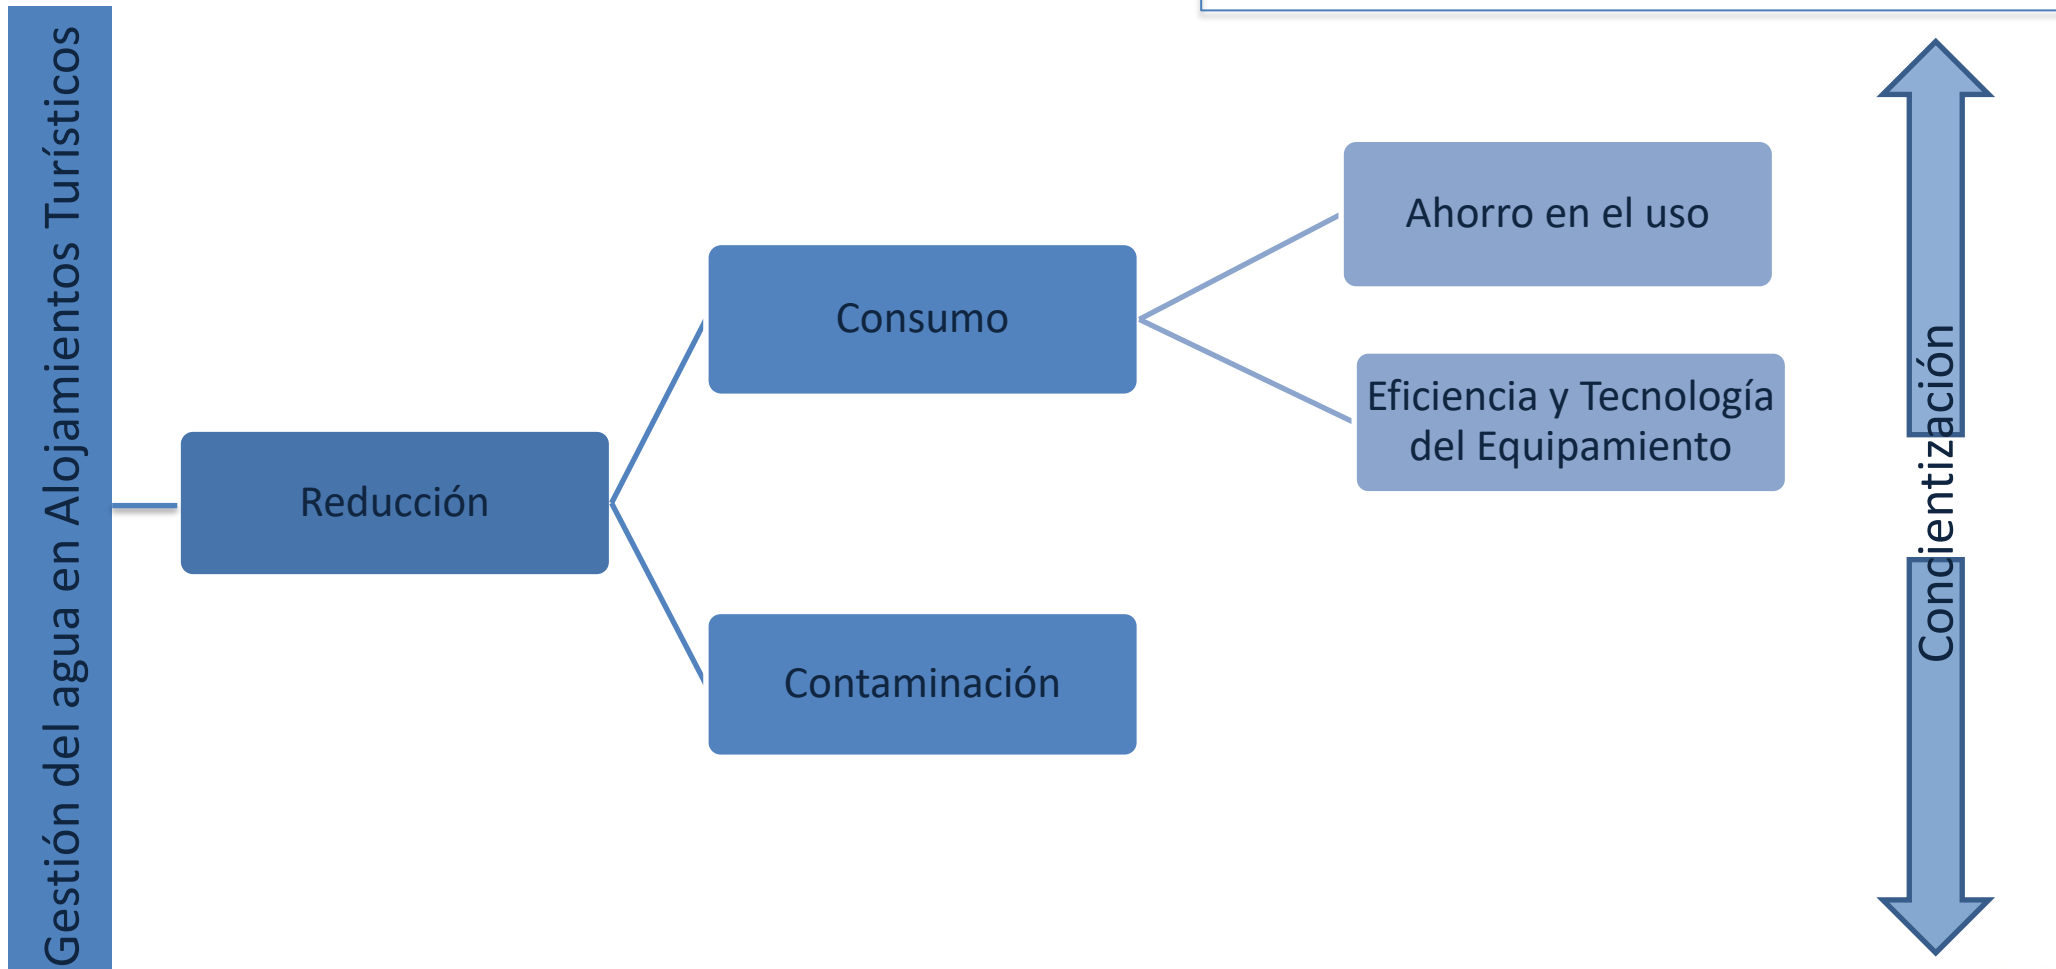 Gestión del agua en Alojamientos Turísticos
Reducción
Consumo
Contaminación
Ahorro en el uso
Eficiencia y Tecnología
del Equipamiento
Concientización